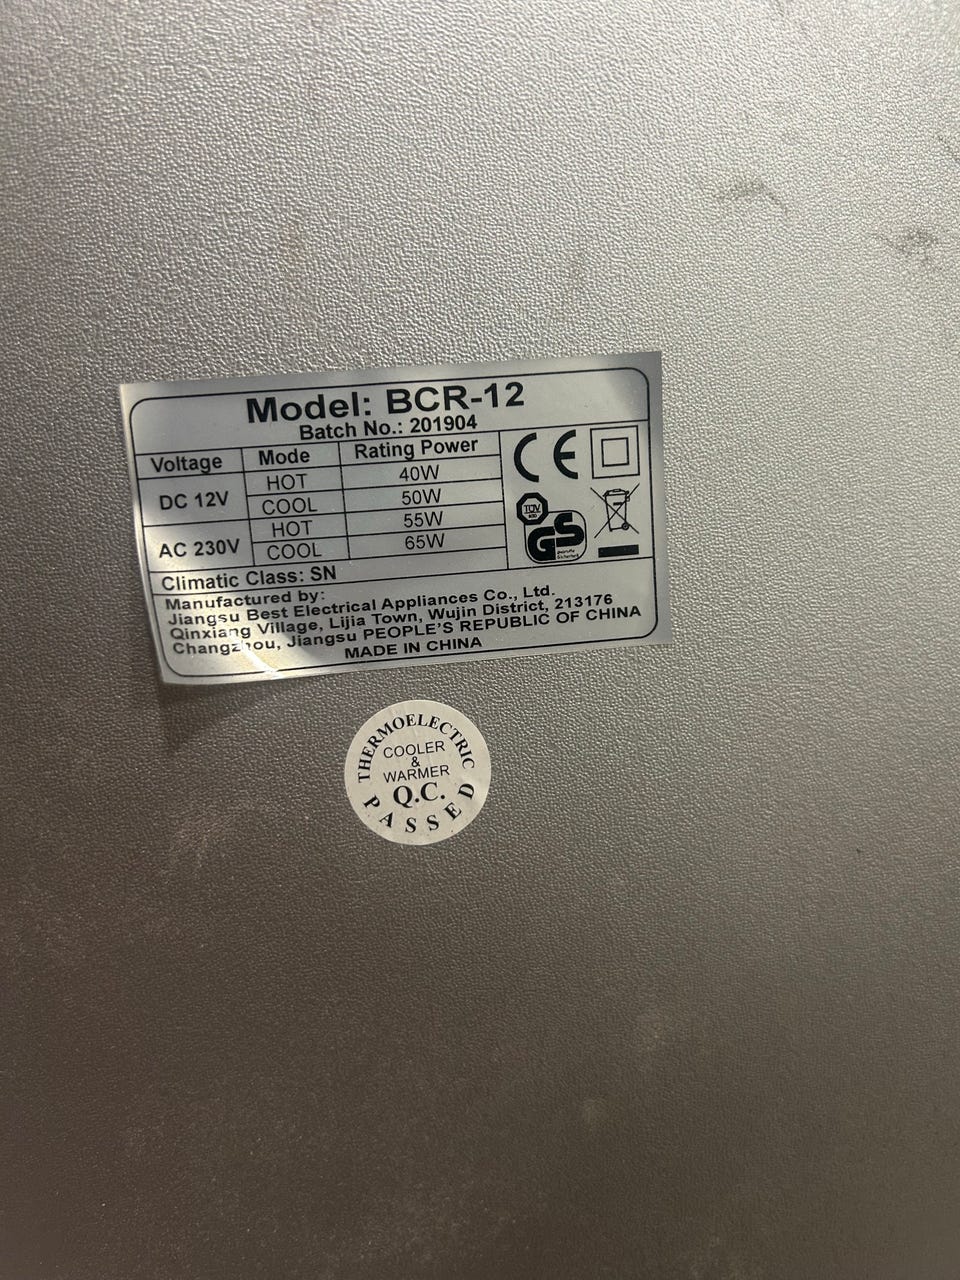 Model: BCR-12
Batch No.: 201904
Voltage Mode Rating Power
DC 12V HOT 40W
COOL 50W
AC 230V HOT 55W
COOL 65W
CE
TÜV
GS
geprüfte
Sicherheit
Climatic Class: SN
Manufactured by:
Jiangsu Best Electrical Appliances Co., Ltd.
Qinxiang Village, Lijia Town, Wujin District, 213176
Changzhou, Jiangsu PEOPLE'S REPUBLIC OF CHINA
MADE IN CHINA
THERMOELECTRIC
COOLER
&
WARMER
Q.C.
PASSED